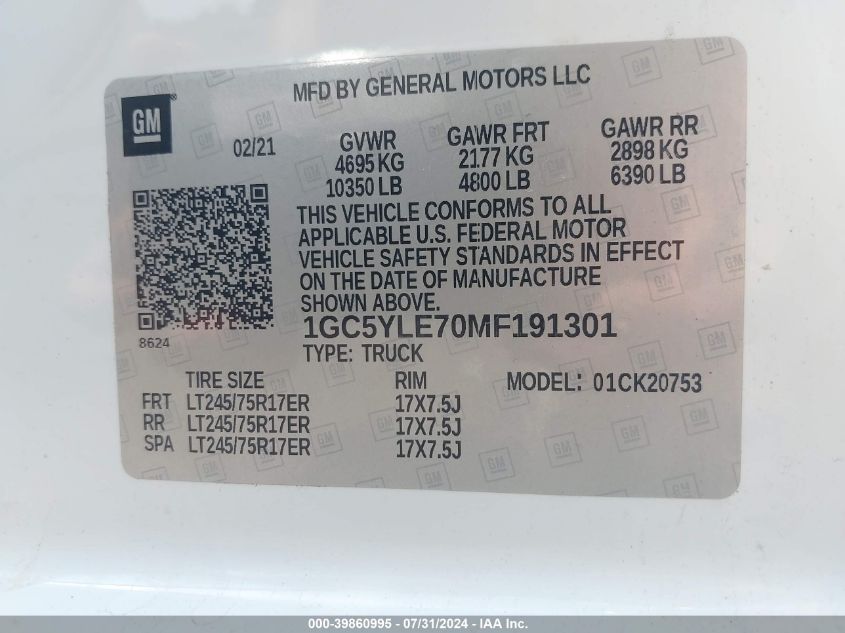 MFD BY GENERAL MOTORS LLC
GM
®
02/21
GVWR GAWR FRT GAWR RR
4695 KG 2177 KG 2898 KG
10350 LB 4800 LB 6390 LB
THIS VEHICLE CONFORMS TO ALL
APPLICABLE U.S. FEDERAL MOTOR
VEHICLE SAFETY STANDARDS IN EFFECT
ON THE DATE OF MANUFACTURE
SHOWN ABOVE.
8624
1GC5YLE70MF191301
TYPE: TRUCK
TIRE SIZE RIM MODEL: 01CK20753
FRT LT245/75R17ER 17X7.5J
RR LT245/75R17ER 17X7.5J
SPA LT245/75R17ER 17X7.5J
000-39860995 - 07/31/2024 - IAA Inc.